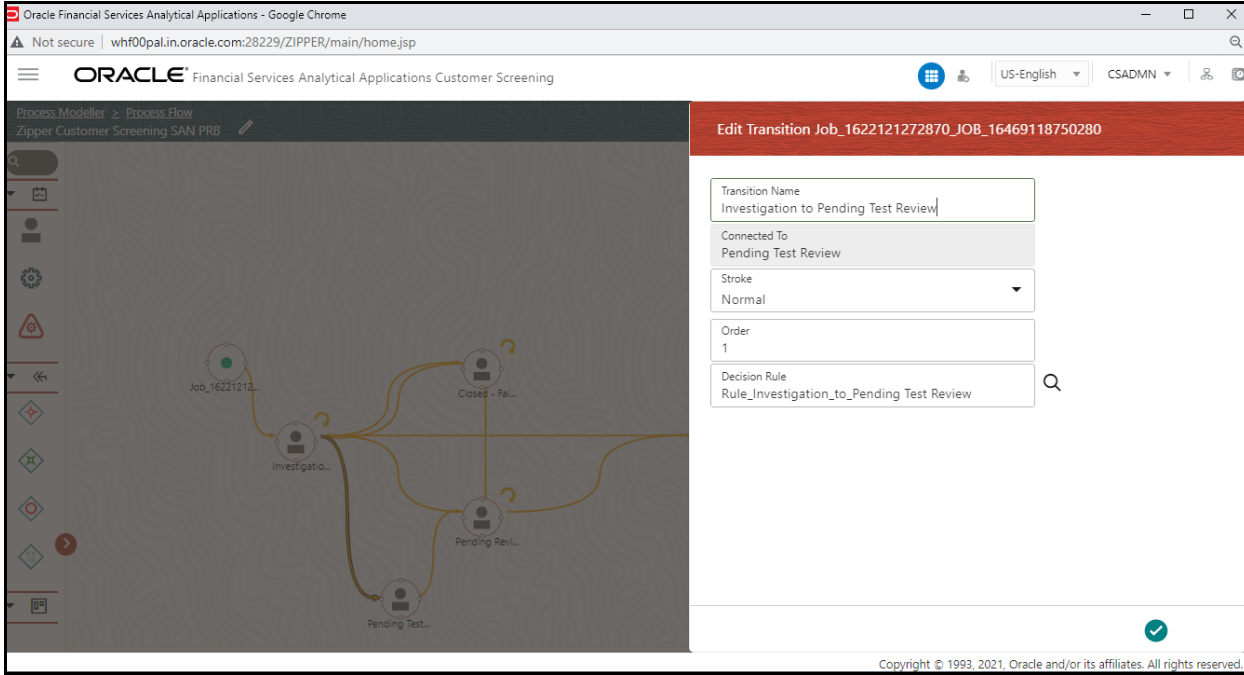 Oracle Financial Services Analytical Applications - Google Chrome
Not secure | whf00pal.in.oracle.com:28229/ZIPPER/main/home.jsp
ORACLE® Financial Services Analytical Applications Customer Screening
US-English
CSADMN
Process Modeller > Process Flow
Zipper Customer Screening SAN PRB
Edit Transition Job_1622121272870_JOB_16469118750280
Transition Name
Investigation to Pending Test Review
Connected To
Pending Test Review
Stroke
Normal
Order
1
Decision Rule
Rule_Investigation_to_Pending Test Review
Job_16221212...
Closed - Fal...
Investigatio...
Pending Revi...
Pending Test...
Copyright © 1993, 2021, Oracle and/or its affiliates. All rights reserved.